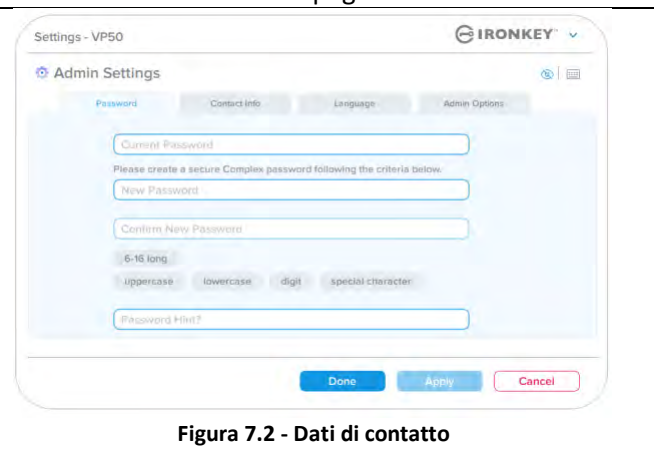 Settings - VP50
IRONKEY
Admin Settings
Password Contact Info Language Admin Options
Current Password
Please create a secure Complex password following the criteria below.
New Password
Confirm New Password
6-16 long
uppercase lowercase digit special character
Password Hint?
Done Apply Cancel
Figura 7.2 - Dati di contatto